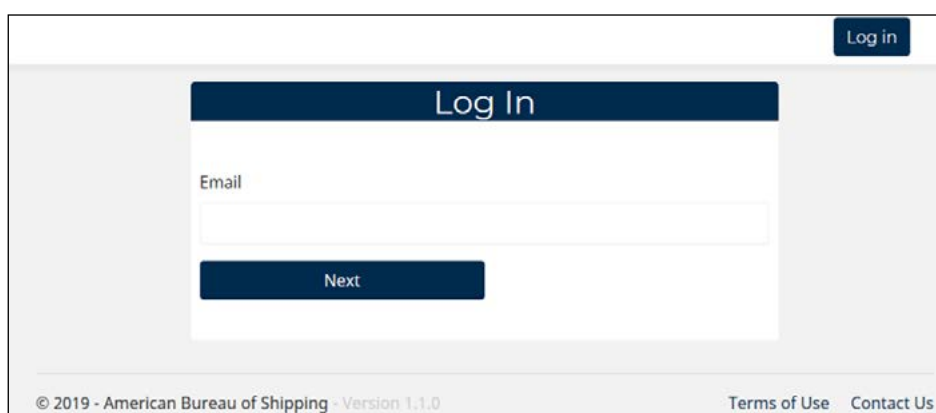 Log in
Log In
Email
Next
© 2019 - American Bureau of Shipping - Version 1.1.0 Terms of Use Contact Us